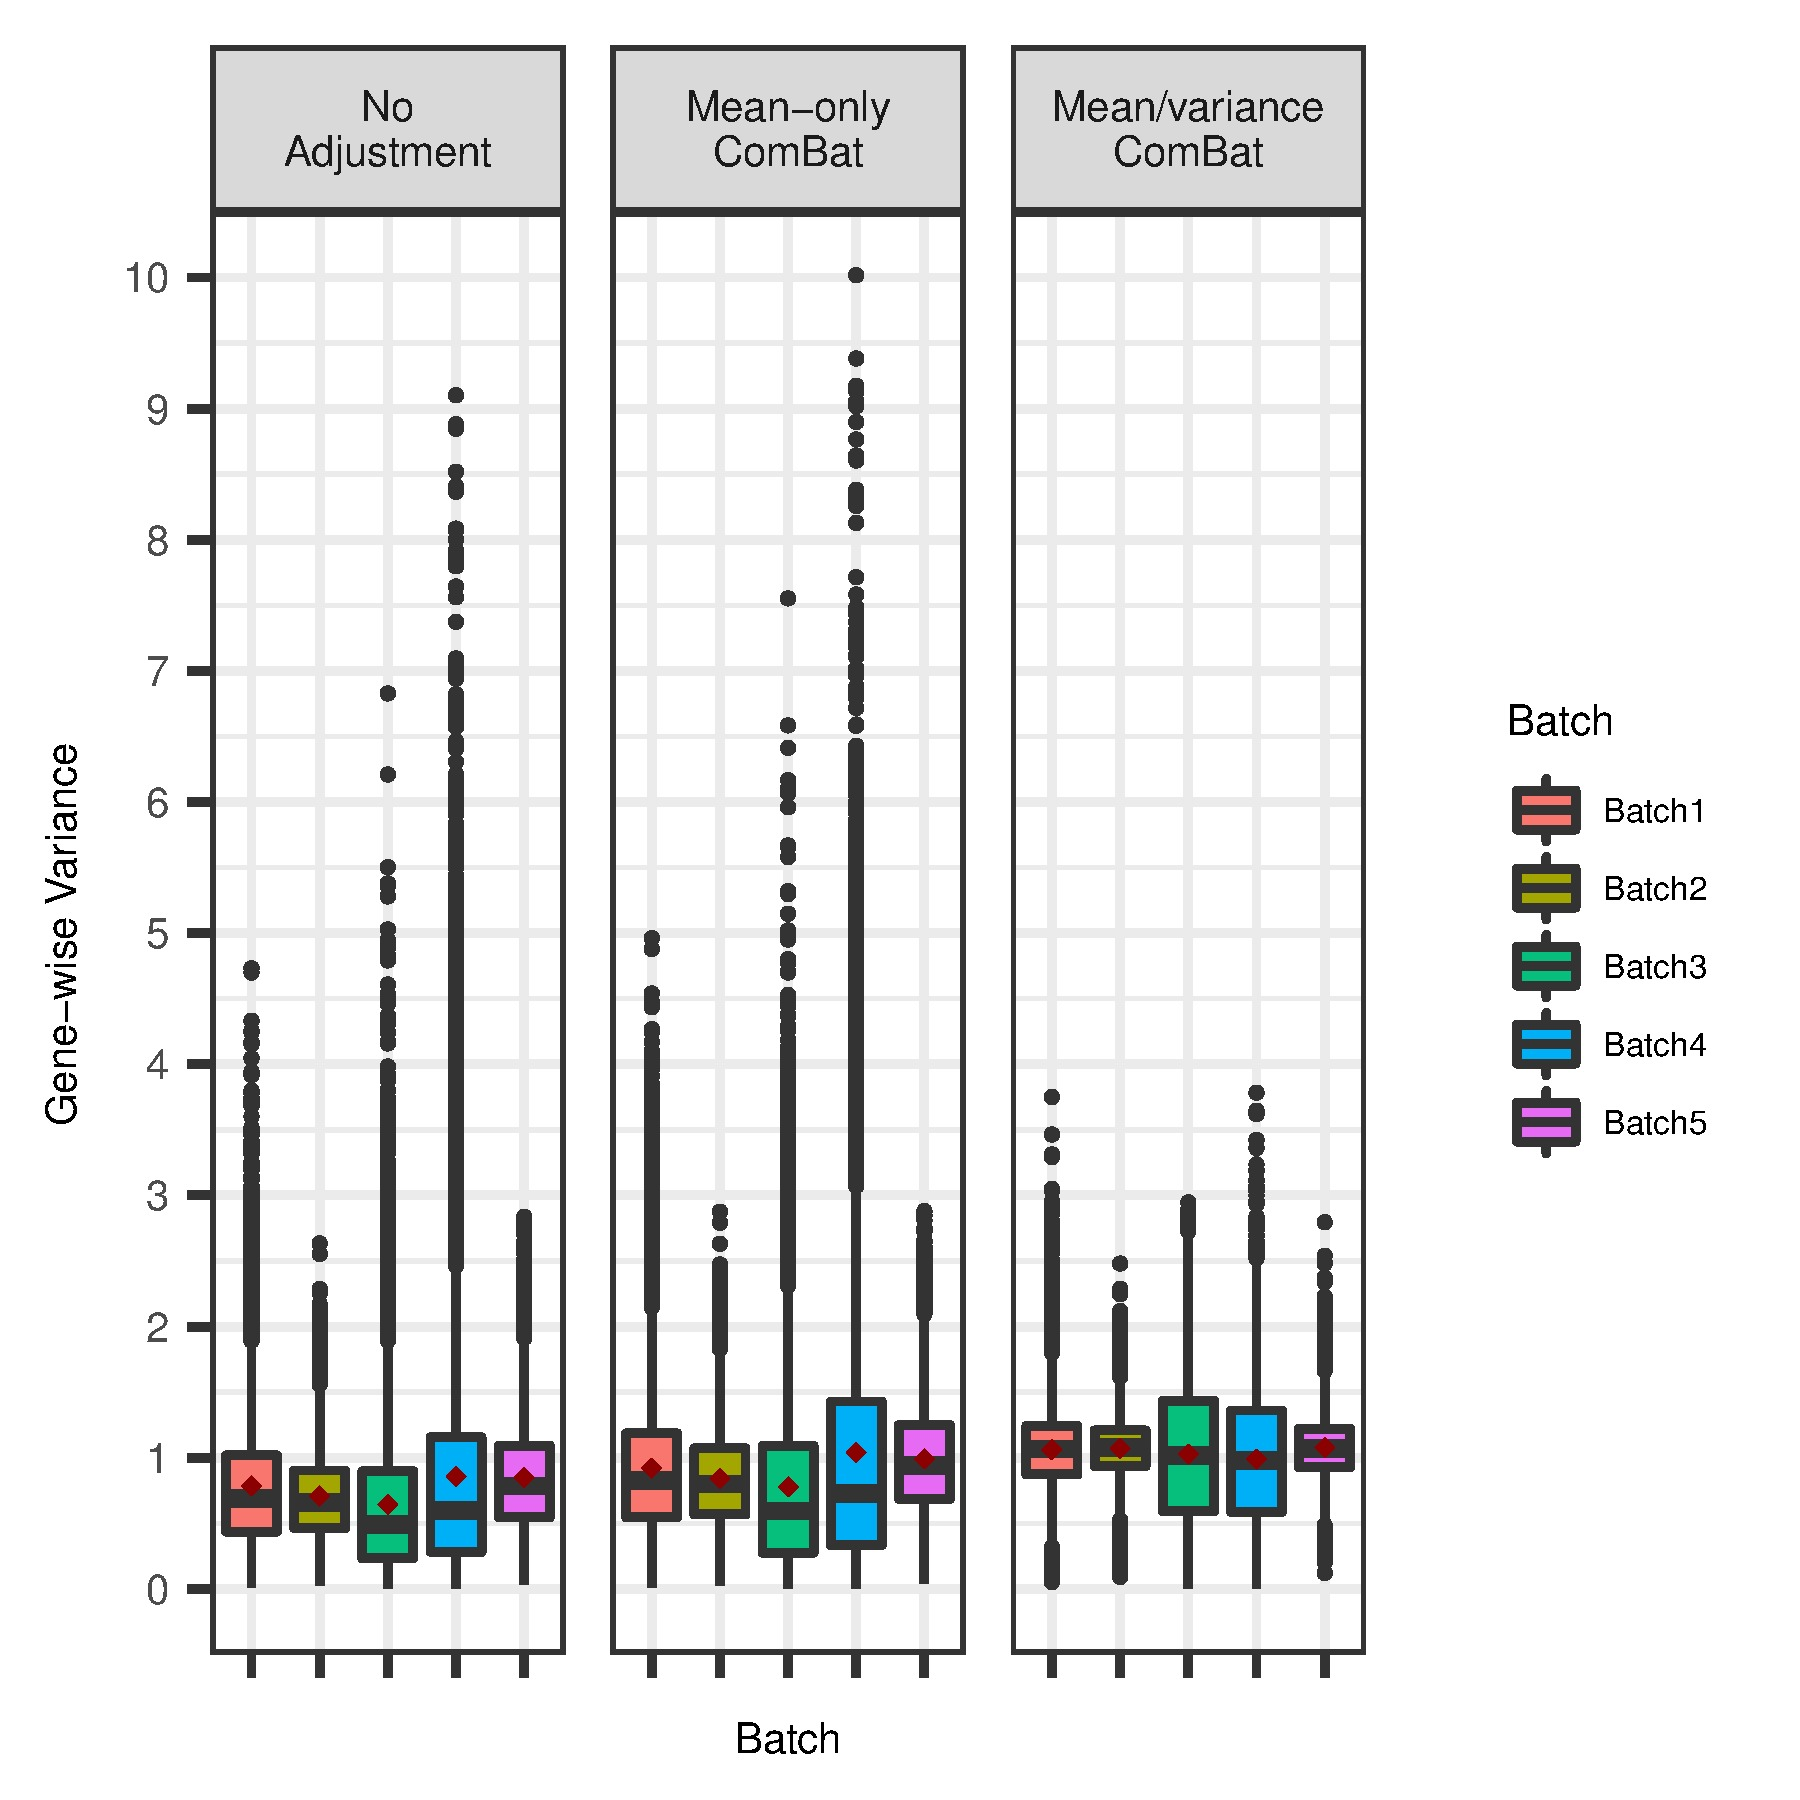 No
Adjustment
Mean−only
ComBat
Mean/variance
ComBat
10
9
8
7
6
5
4
3
2
1
0
Gene−wise Variance
Batch
Batch
Batch1
Batch2
Batch3
Batch4
Batch5